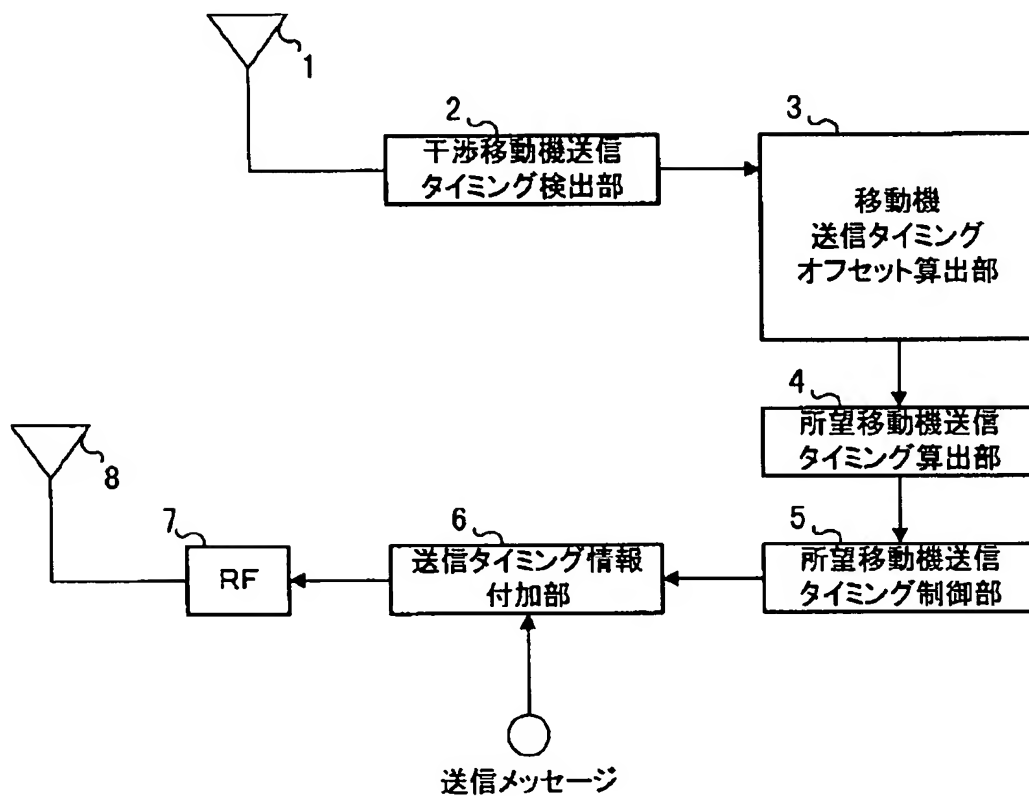 1
2
干渉移動機送信
タイミング検出部
3
移動機
送信タイミング
オフセット算出部
4
所望移動機送信
タイミング算出部
5
所望移動機送信
タイミング制御部
6
送信タイミング情報
付加部
7
RF
8
送信メッセージ